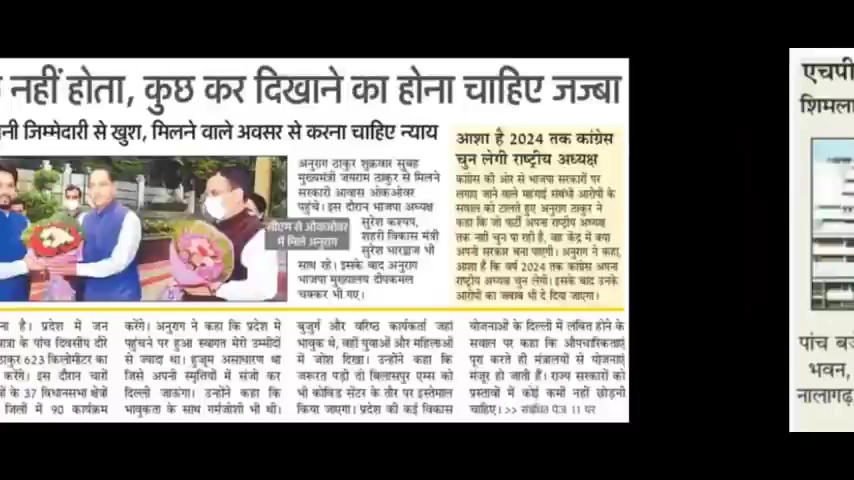 नहीं होता, कुछ कर दिखाने का होना चाहिए जज्बा
नी जिम्मेदारी से खुश, मिलने वाले अवसर से करना चाहिए न्याय
अनुराग ठाकुर शुक्रवार सुबह
मुख्यमंत्री जयराम ठाकुर से मिलने
सरकारी आवास ओकओवर
पहुंचे। इस दौरान भाजपा अध्यक्ष
सुरेश कश्यप,
शहरी विकास मंत्री
सुरेश भारद्वाज भी
साथ रहे। इसके बाद अनुराग
भाजपा मुख्यालय दीपकमल
चक्कर भी गए।
सीएम से ओकओवर
में मिले अनुराग
आशा है 2024 तक कांग्रेस
चुन लेगी राष्ट्रीय अध्यक्ष
कांग्रेस की ओर से भाजपा सरकारों पर
लगाए जाने वाले महंगाई संबंधी आरोपों के
सवाल को टालते हुए अनुराग ठाकुर ने
कहा कि जो पार्टी अपना राष्ट्रीय अध्यक्ष
तक नहीं चुन पा रही है, वह केंद्र में क्या
अपनी सरकार चला पाएगी। अनुराग ने कहा,
आशा है कि वर्ष 2024 तक कांग्रेस अपना
राष्ट्रीय अध्यक्ष चुन लेगी। इसके बाद उनके
आरोपों का जवाब भी दे दिया जाएगा।
ना है। प्रदेश में जन
यात्रा के पांच दिवसीय दौरे
ठाकुर 623 किलोमीटर का
करेंगे। इस दौरान चारों
के 37 विधानसभा क्षेत्रों
जिलों में 90 कार्यक्रम
करेंगे। अनुराग ने कहा कि प्रदेश में
पहुंचने पर हुआ स्वागत मेरी उम्मीदों
से ज्यादा था। हुजूम असाधारण था
जिसे अपनी स्मृतियों में संजो कर
दिल्ली जाऊंगा। उन्होंने कहा कि
भावुकता के साथ गर्मजोशी भी थी।
बुजुर्ग और वरिष्ठ कार्यकर्ता जहां
भावुक थे, वहीं युवाओं और महिलाओं
में जोश दिखा। उन्होंने कहा कि
जरूरत पड़ी तो बिलासपुर एम्स को
भी कोविड सेंटर के तौर पर इस्तेमाल
किया जाएगा। प्रदेश की कई विकास
योजनाओं के दिल्ली में लंबित होने के
सवाल पर कहा कि औपचारिकताएं
पूरा करते ही मंत्रालयों से योजनाएं
मंजूर हो जाती हैं। राज्य सरकारों को
प्रस्तावों में कोई कमी नहीं छोड़नी
चाहिए। >> संबंधित पेज 11 पर
एचपी
शिमला
पांच बजे
भवन,
नालागढ़